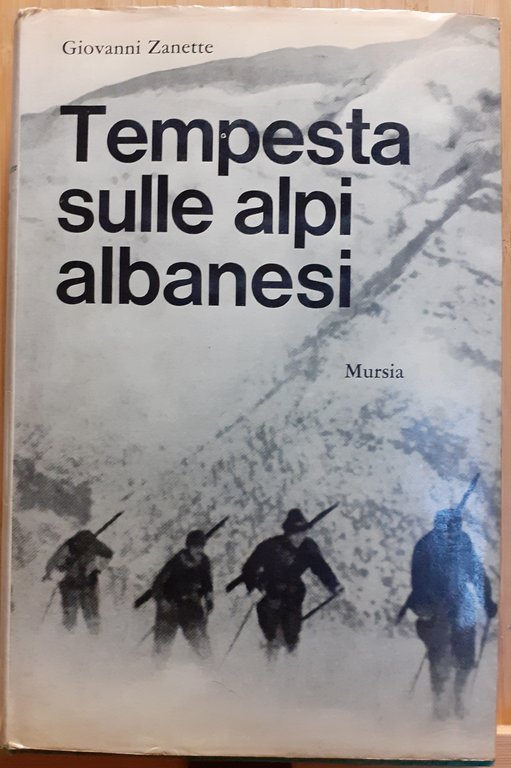 Giovanni Zanette
Tempesta
sulle alpi
albanesi
Mursia